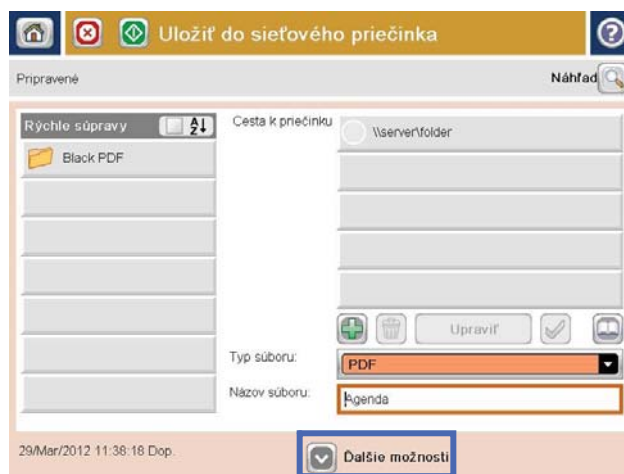 Uložiť do sieťového priečinka
Pripravené
Náhľad
Rýchle súpravy
Cesta k priečinku
\\server\folder
Black PDF
Upraviť
Typ súboru:
PDF
Názov súboru:
Agenda
29/Mar/2012 11:38:18 Dop.
Ďalšie možnosti